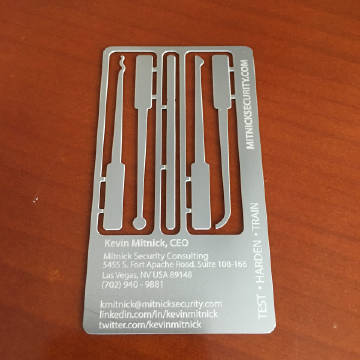 Kevin Mitnick, CEO
Mitnick Security Consulting
5455 S. Fort Apache Road, Suite 108-166
Las Vegas, NV USA 89148
(702) 940 - 9881
kmitnick@mitnicksecurity.com
linkedin.com/in/kevinmitnick
twitter.com/kevinmitnick
MITNICKSECURITY.COM
TEST • HARDEN • TRAIN